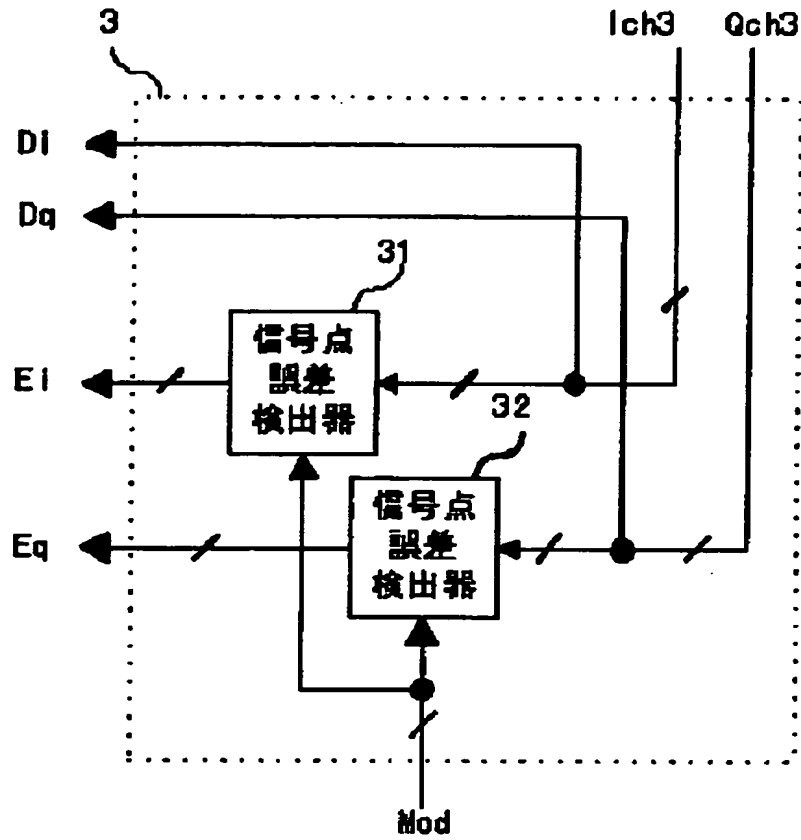 3
Ich3 Qch3
Di
Dq
31
信号点
誤差
検出器
Ei
32
信号点
誤差
検出器
Eq
Mod